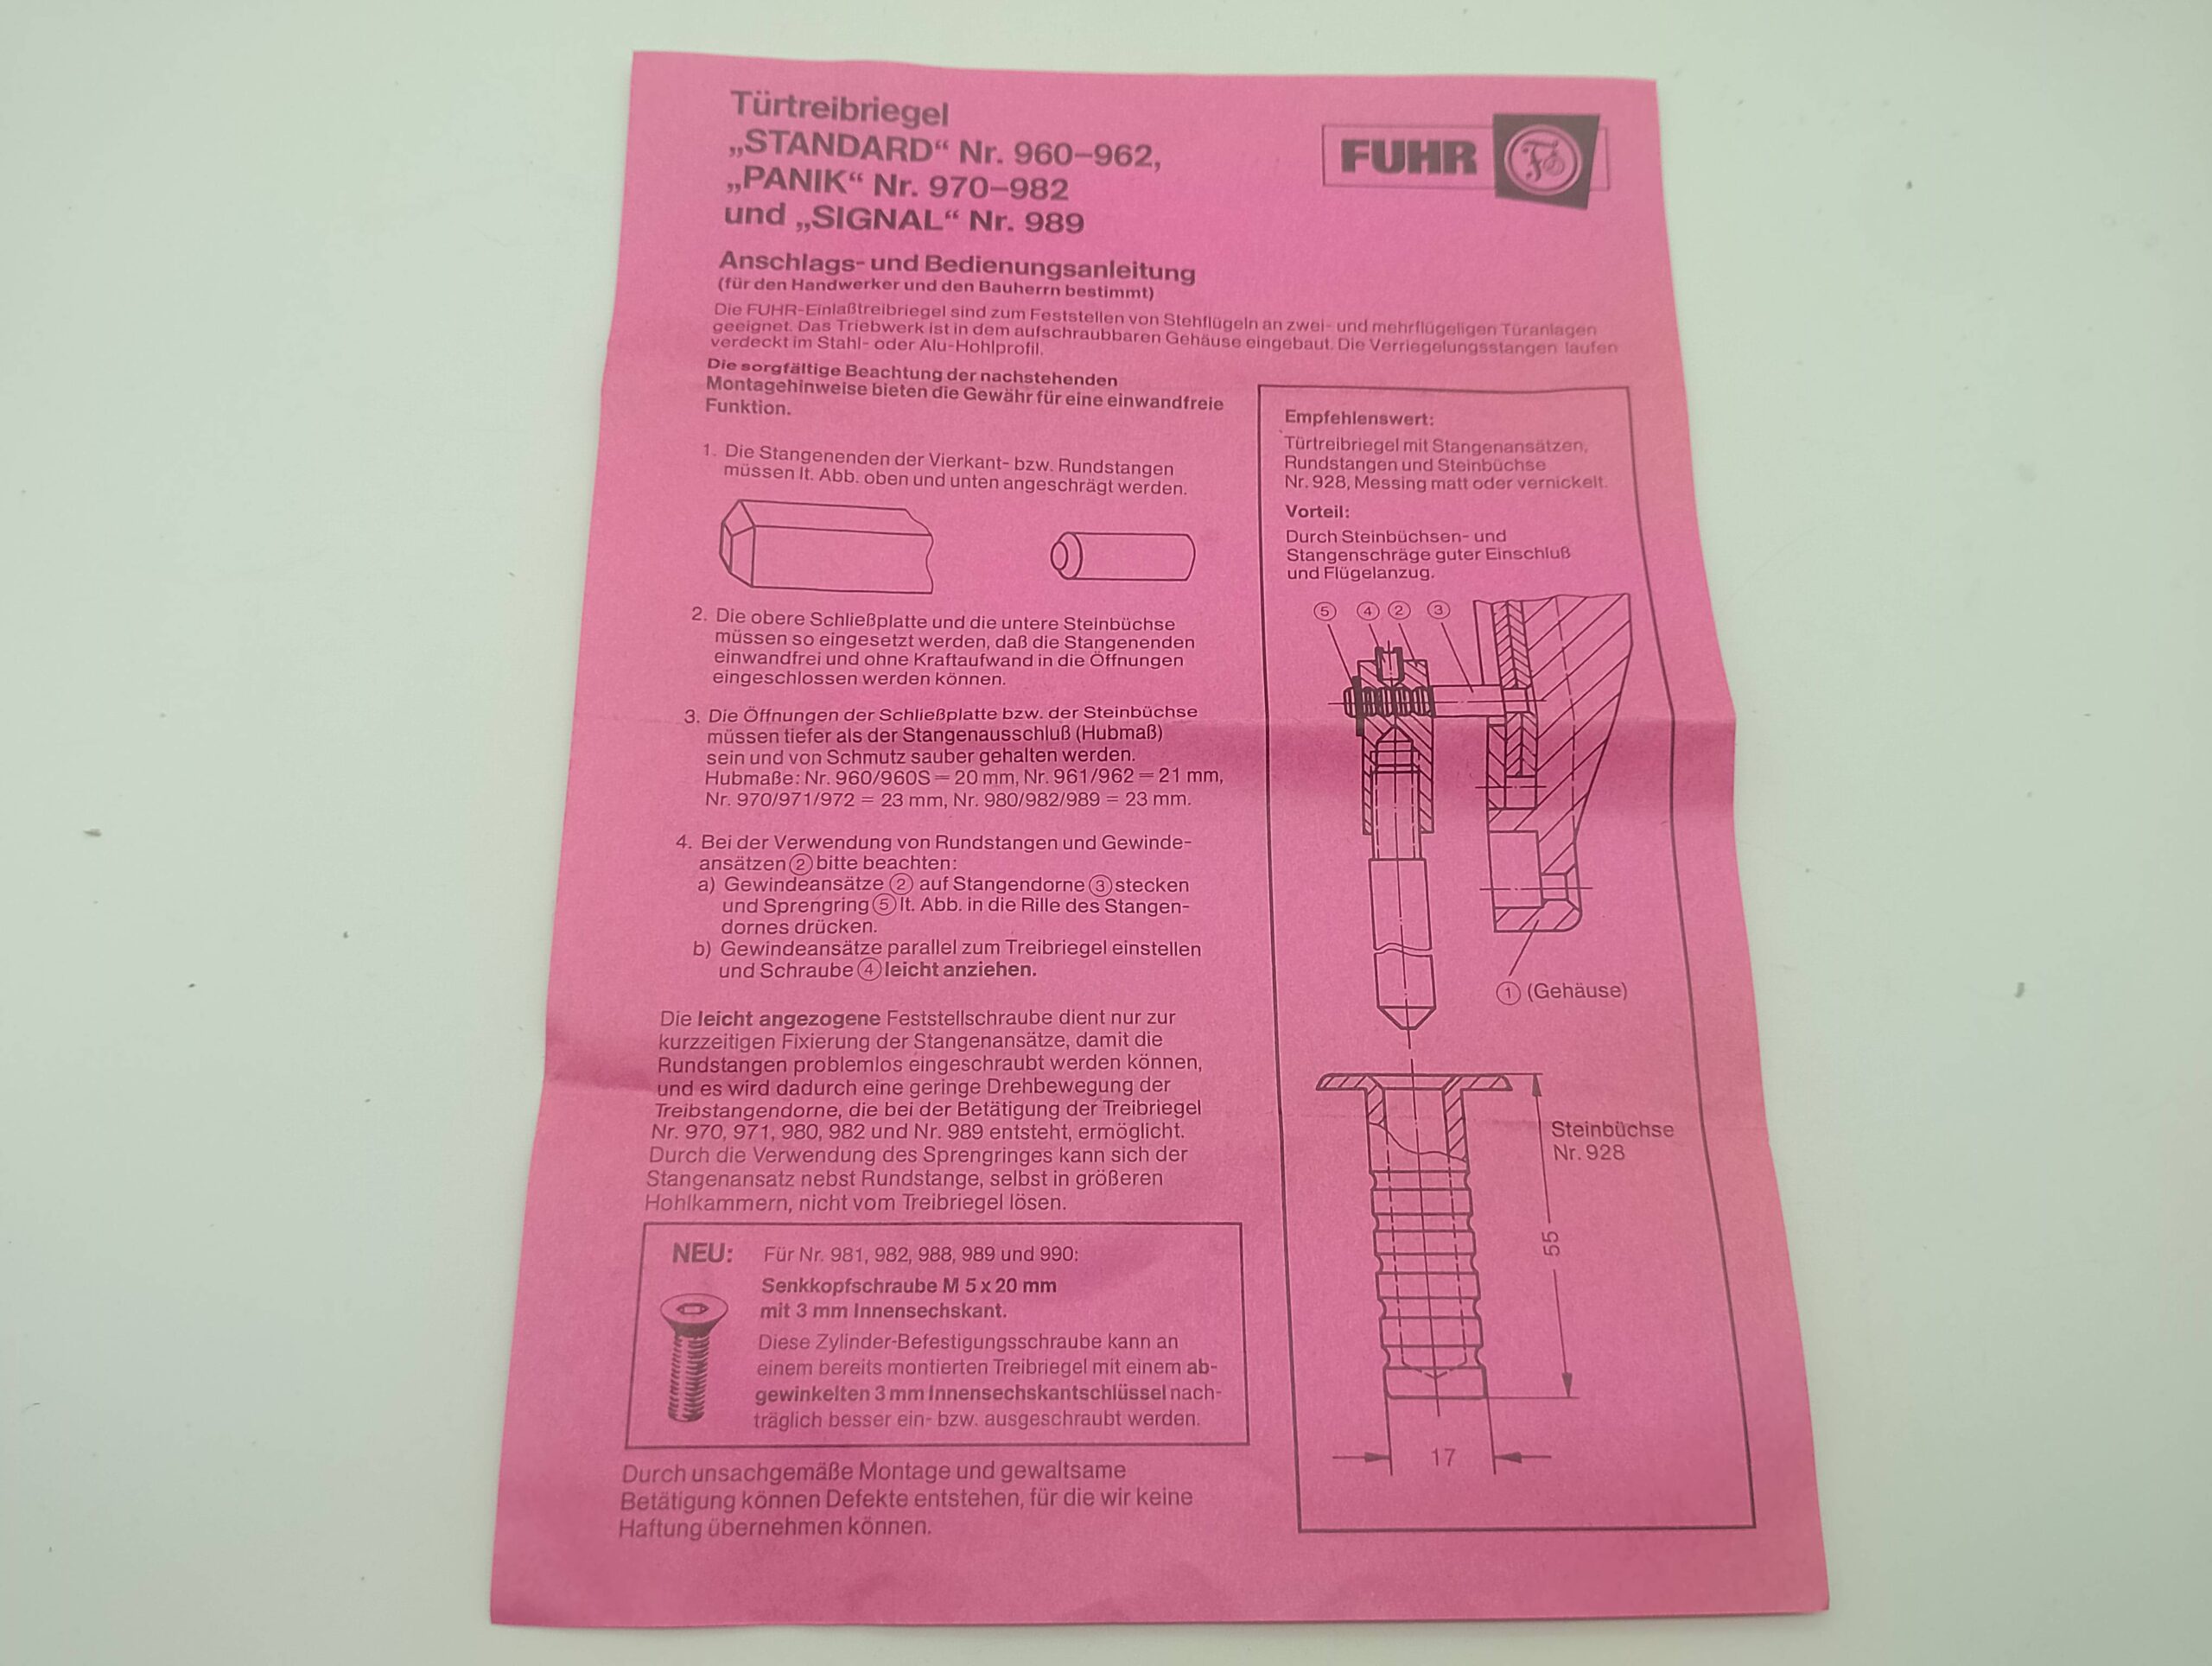 Türtreibriegel
„STANDARD“ Nr. 960–962,
„PANIK“ Nr. 970–982
und „SIGNAL“ Nr. 989
FUHR
Anschlags- und Bedienungsanleitung
(für den Handwerker und den Bauherrn bestimmt)
Die FUHR-Einlaßtreibriegel sind zum Feststellen von Stehflügeln an zwei- und mehrflügeligen Türanlagen
geeignet. Das Triebwerk ist in dem aufschraubbaren Gehäuse eingebaut. Die Verriegelungsstangen laufen
verdeckt im Stahl- oder Alu-Hohlprofil.
Die sorgfältige Beachtung der nachstehenden
Montagehinweise bieten die Gewähr für eine einwandfreie
Funktion.
1. Die Stangenenden der Vierkant- bzw. Rundstangen
müssen lt. Abb. oben und unten angeschrägt werden.
2. Die obere Schließplatte und die untere Steinbüchse
müssen so eingesetzt werden, daß die Stangenenden
einwandfrei und ohne Kraftaufwand in die Öffnungen
eingeschlossen werden können.
3. Die Öffnungen der Schließplatte bzw. der Steinbüchse
müssen tiefer als der Stangenausschluß (Hubmaß)
sein und von Schmutz sauber gehalten werden.
Hubmaße: Nr. 960/960S = 20 mm, Nr. 961/962 = 21 mm,
Nr. 970/971/972 = 23 mm, Nr. 980/982/989 = 23 mm.
4. Bei der Verwendung von Rundstangen und Gewinde-
ansätzen ② bitte beachten:
a) Gewindeansätze ② auf Stangendorne ③ stecken
und Sprengring ⑤ lt. Abb. in die Rille des Stangen-
dornes drücken.
b) Gewindeansätze parallel zum Treibriegel einstellen
und Schraube ④ leicht anziehen.
Die leicht angezogene Feststellschraube dient nur zur
kurzzeitigen Fixierung der Stangenansätze, damit die
Rundstangen problemlos eingeschraubt werden können,
und es wird dadurch eine geringe Drehbewegung der
Treibstangendorne, die bei der Betätigung der Treibriegel
Nr. 970, 971, 980, 982 und Nr. 989 entsteht, ermöglicht.
Durch die Verwendung des Sprengringes kann sich der
Stangenansatz nebst Rundstange, selbst in größeren
Hohlkammern, nicht vom Treibriegel lösen.
NEU: Für Nr. 981, 982, 988, 989 und 990:
Senkkopfschraube M 5 x 20 mm
mit 3 mm Innensechskant.
Diese Zylinder-Befestigungsschraube kann an
einem bereits montierten Treibriegel mit einem ab-
gewinkelten 3 mm Innensechskantschlüssel nach-
träglich besser ein- bzw. ausgeschraubt werden.
Durch unsachgemäße Montage und gewaltsame
Betätigung können Defekte entstehen, für die wir keine
Haftung übernehmen können.
Empfehlenswert:
Türtreibriegel mit Stangenansätzen,
Rundstangen und Steinbüchse
Nr. 928, Messing matt oder vernickelt.
Vorteil:
Durch Steinbüchsen- und
Stangenschräge guter Einschluß
und Flügelanzug.
⑤ ④ ② ③
① (Gehäuse)
Steinbüchse
Nr. 928
55
17